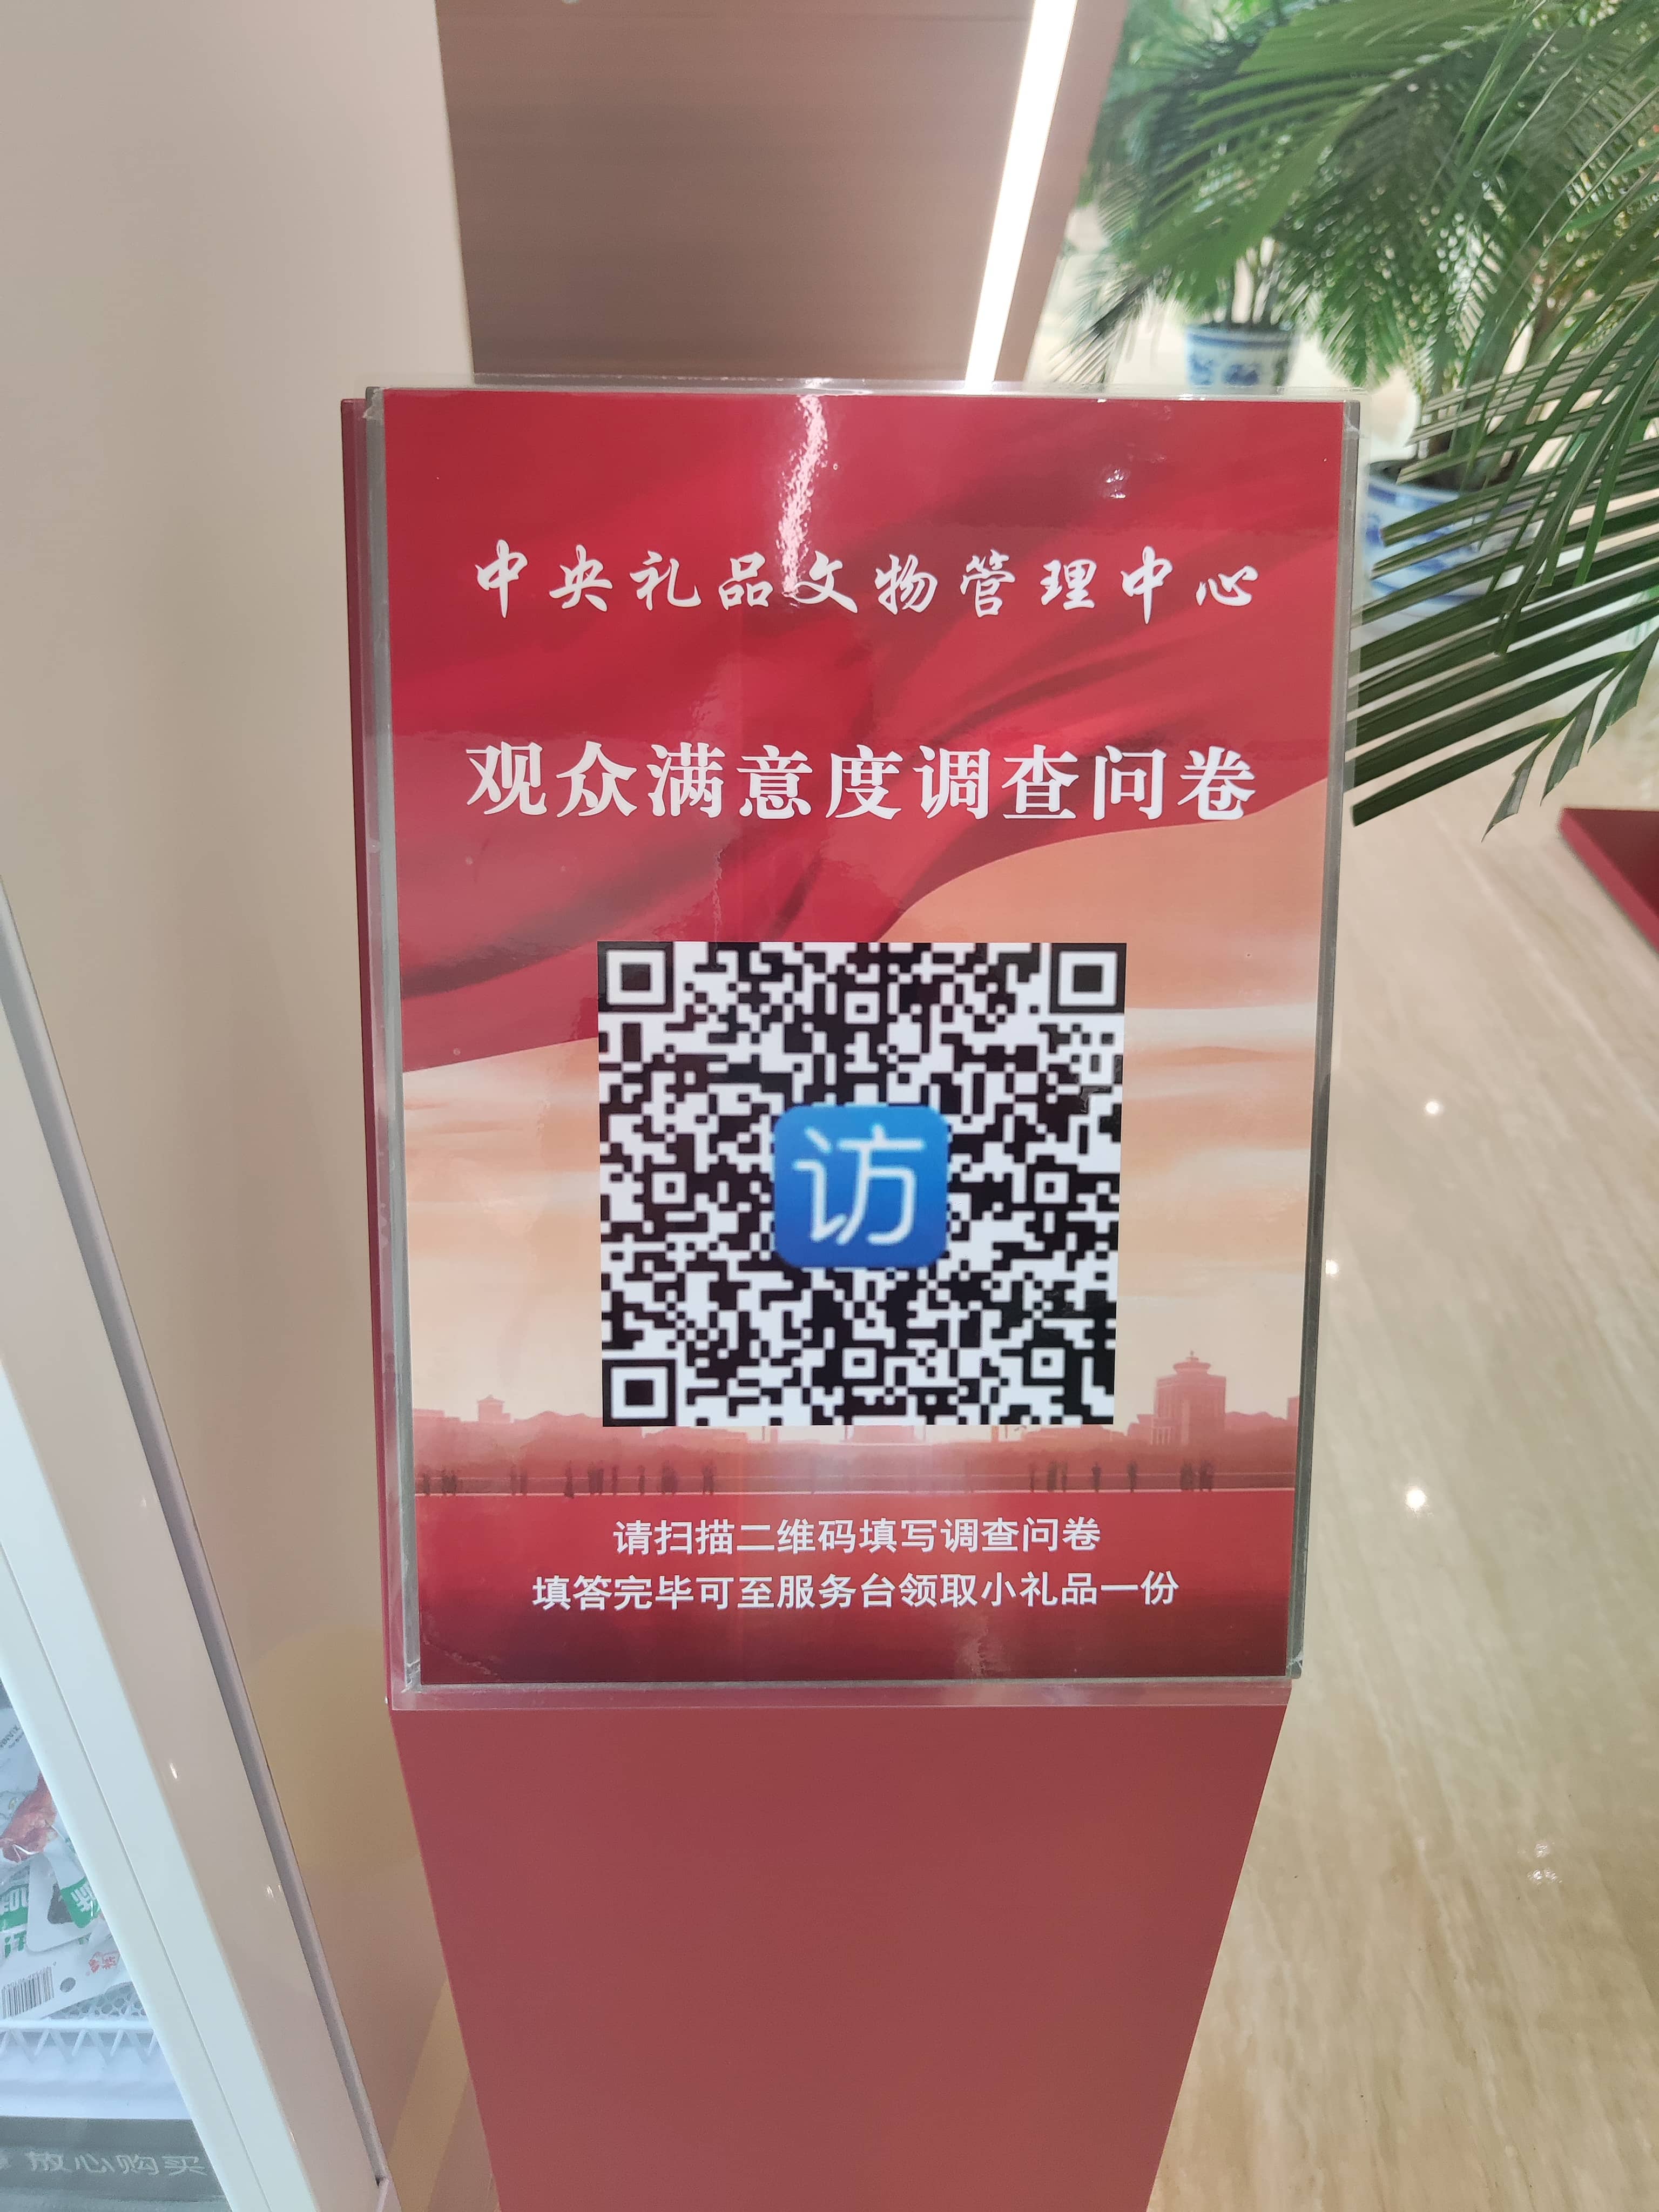 中央礼品文物管理中心
观众满意度调查问卷
访
请扫描二维码填写调查问卷
填答完毕可至服务台领取小礼品一份
放心购买